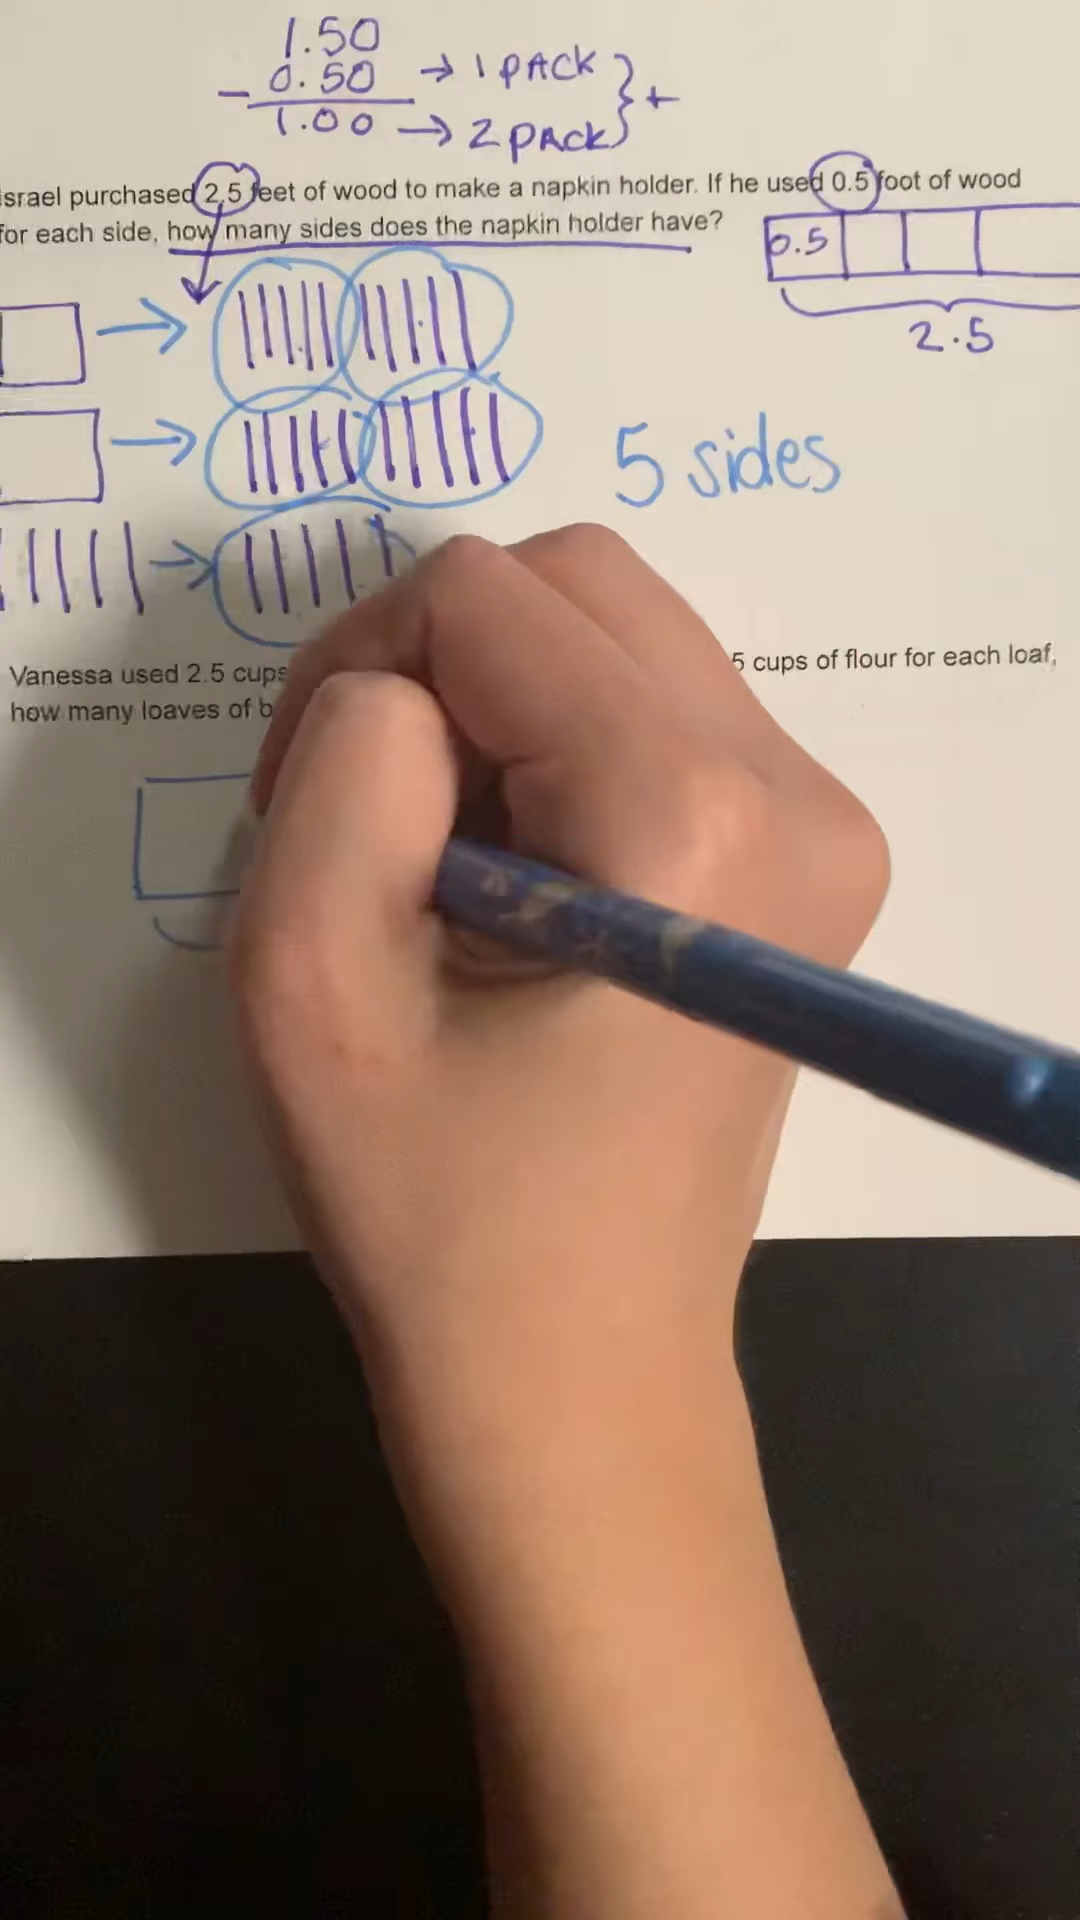 1.50
- 0.50 → 1 PACK } +
1.00 → 2 PACK
Israel purchased 2.5 feet of wood to make a napkin holder. If he used 0.5 foot of wood
for each side, how many sides does the napkin holder have?
0.5
2.5
5 sides
Vanessa used 2.5 cups 5 cups of flour for each loaf,
how many loaves of b